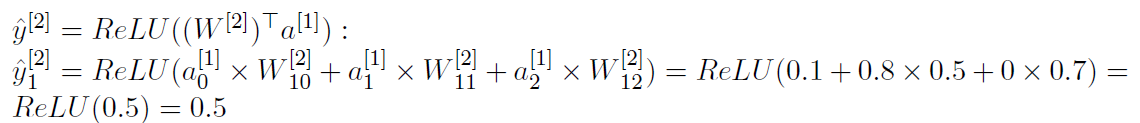 ŷ^{[2]} = ReLU((W^{[2]})^⊤ a^{[1]}) :
ŷ_1^{[2]} = ReLU(a_0^{[1]} × W_{10}^{[2]} + a_1^{[1]} × W_{11}^{[2]} + a_2^{[1]} × W_{12}^{[2]}) = ReLU(0.1 + 0.8 × 0.5 + 0 × 0.7) =
ReLU(0.5) = 0.5